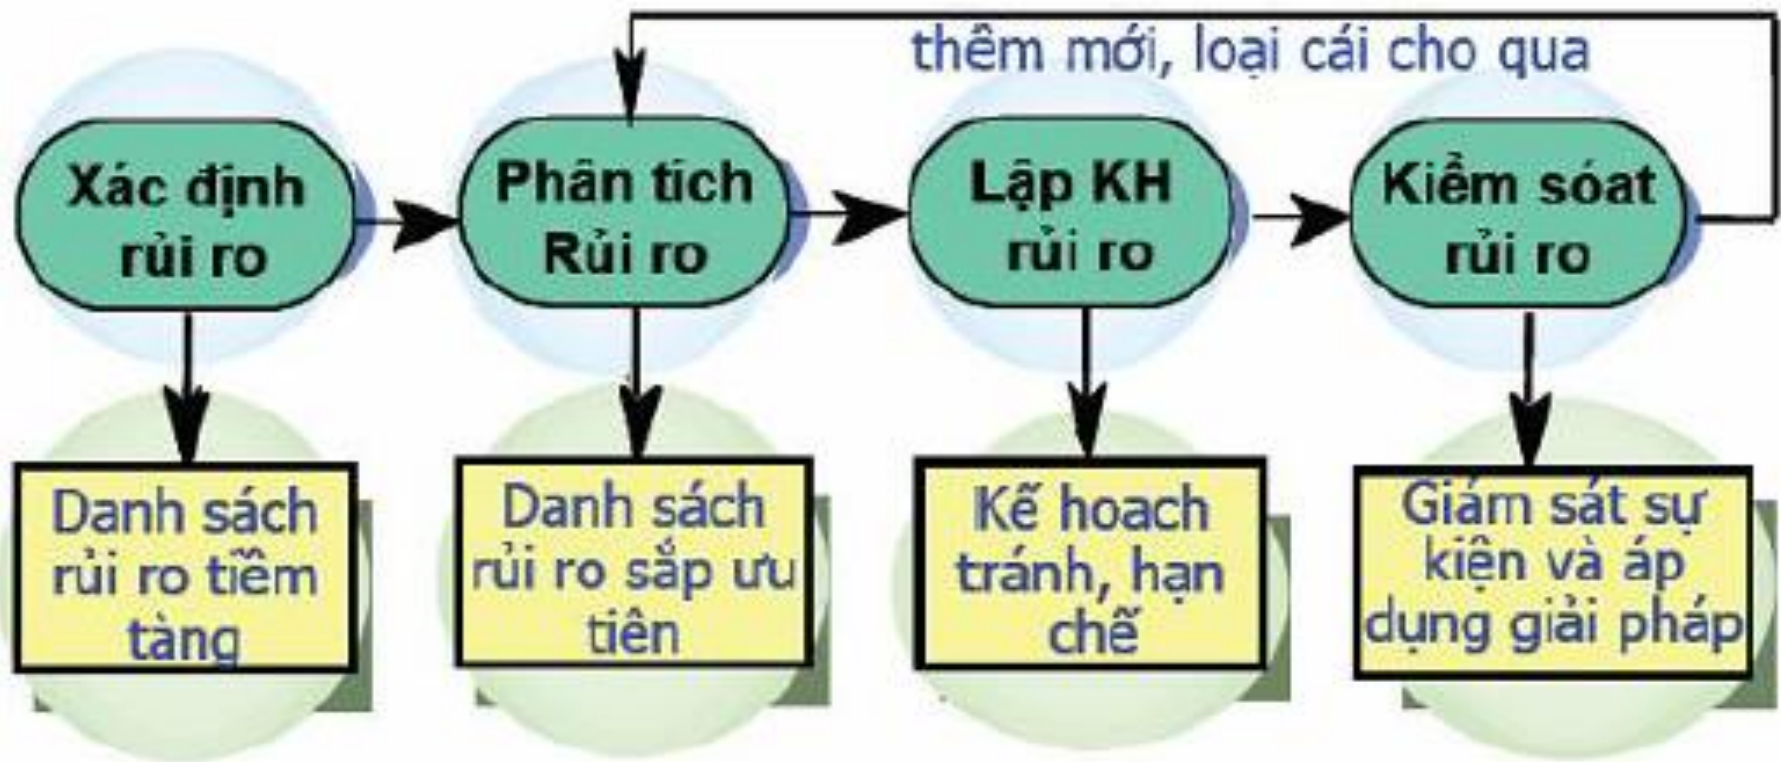 thêm mới, loại cái cho qua
Xác định
rủi ro
Phân tích
Rủi ro
Lập KH
rủi ro
Kiểm sóat
rủi ro
Danh sách
rủi ro tiềm
tàng
Danh sách
rủi ro sắp ưu
tiên
Kế hoach
tránh, hạn
chế
Giám sát sự
kiện và áp
dụng giải pháp